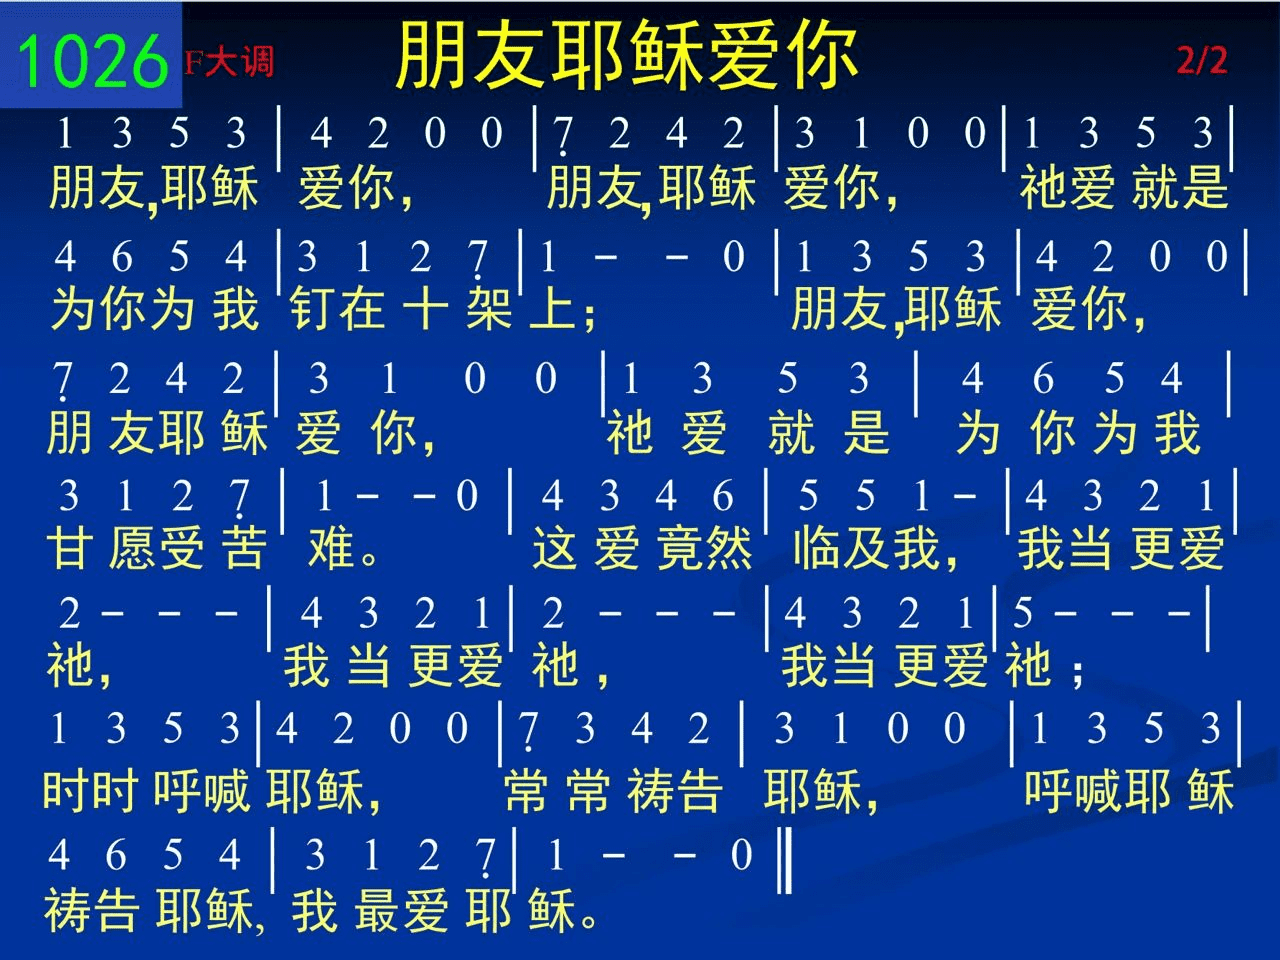 1026 F大调 朋友耶稣爱你 2/2
1 3 5 3 | 4 2 0 0 | 7̣ 2 4 2 | 3 1 0 0 | 1 3 5 3 |
朋友,耶稣 爱你， 朋友,耶稣 爱你， 祂爱 就是
4 6 5 4 | 3 1 2 7̣ | 1 - - 0 | 1 3 5 3 | 4 2 0 0 |
为你为 我 钉在 十 架 上； 朋友,耶稣 爱你，
7̣ 2 4 2 | 3 1 0 0 | 1 3 5 3 | 4 6 5 4 |
朋 友耶 稣 爱 你， 祂 爱 就 是 为 你 为 我
3 1 2 7̣ | 1 - - 0 | 4 3 4 6 | 5 5 1 - | 4 3 2 1 |
甘 愿受 苦 难。 这 爱 竟然 临及我， 我当 更爱
2 - - - | 4 3 2 1 | 2 - - - | 4 3 2 1 | 5 - - - |
祂， 我 当 更爱 祂， 我当 更爱 祂；
1 3 5 3 | 4 2 0 0 | 7̣ 3 4 2 | 3 1 0 0 | 1 3 5 3 |
时时 呼喊 耶稣， 常 常 祷告 耶稣， 呼喊耶 稣
4 6 5 4 | 3 1 2 7̣ | 1 - - 0 ‖
祷告 耶稣, 我 最爱 耶 稣。